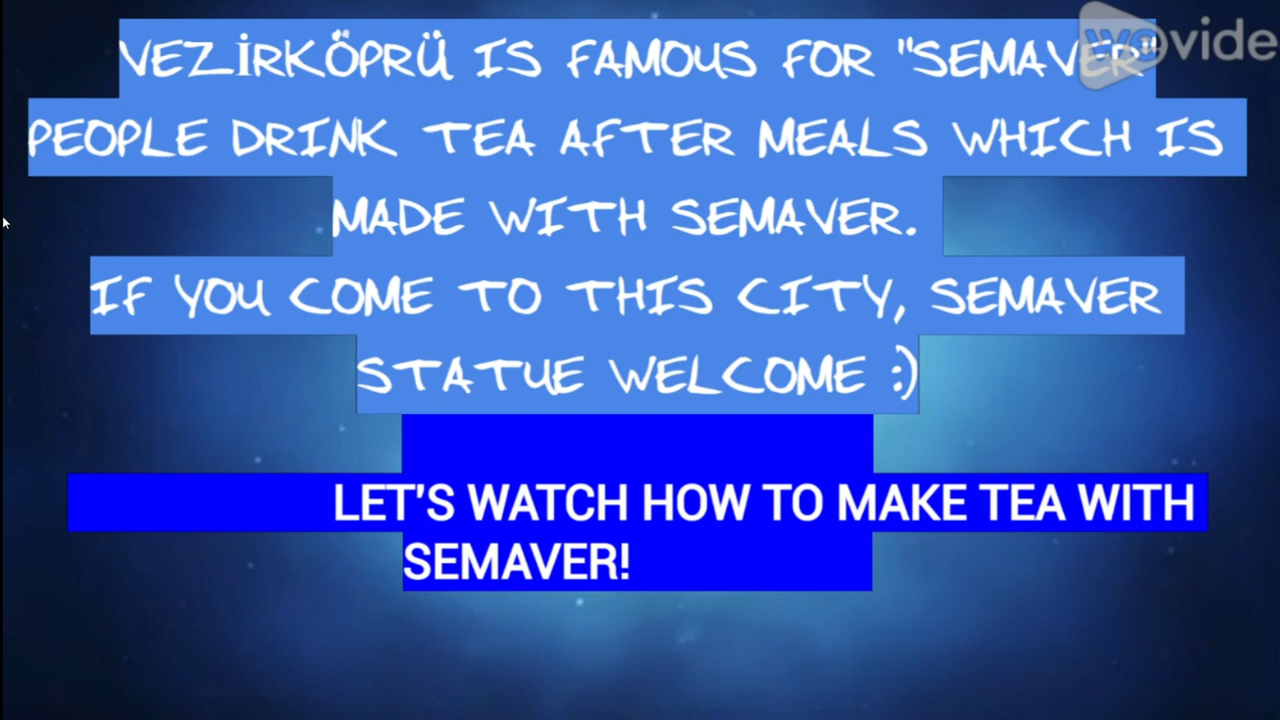 VEZİRKÖPRÜ IS FAMOUS FOR "SEMAVER"
PEOPLE DRINK TEA AFTER MEALS WHICH IS
MADE WITH SEMAVER.
IF YOU COME TO THIS CITY, SEMAVER
STATUE WELCOME :)
LET'S WATCH HOW TO MAKE TEA WITH
SEMAVER!
wevide